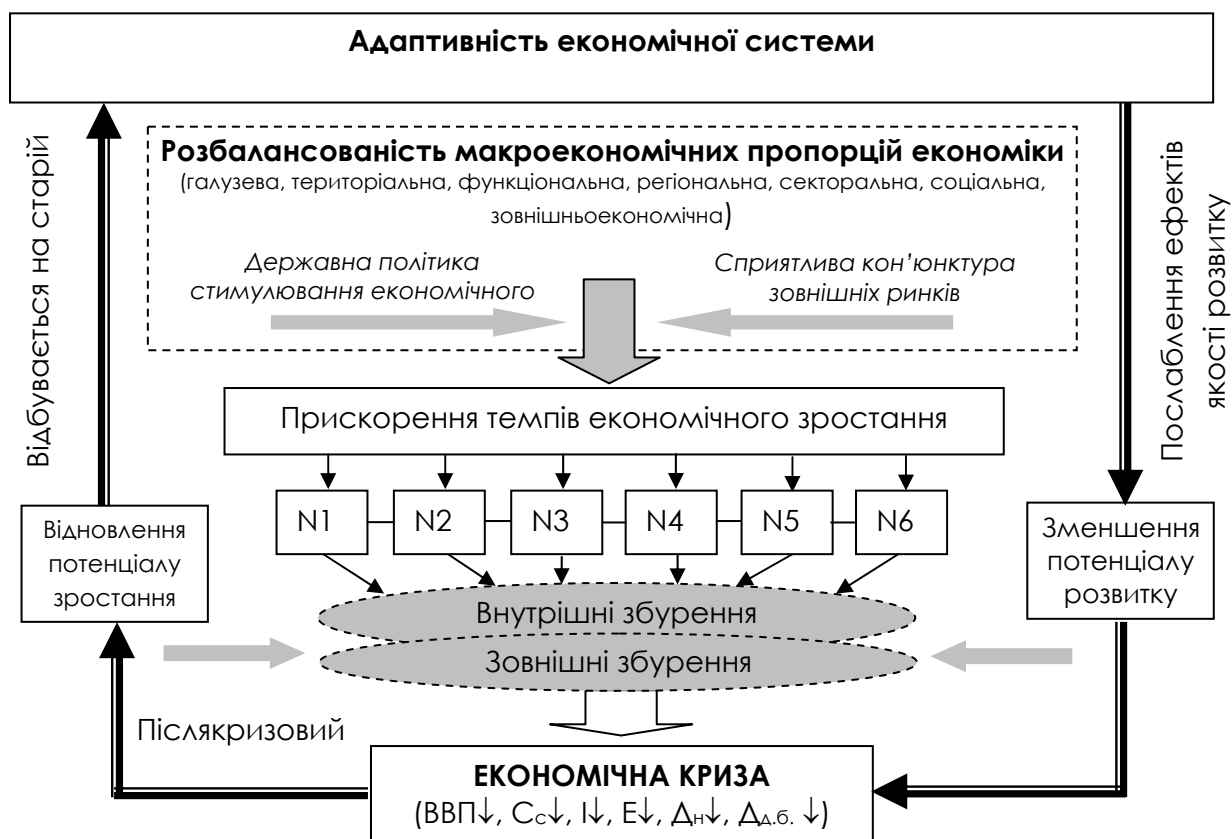 Адаптивність економічної системи
Відбувається на старій
Розбалансованість макроекономічних пропорцій економіки
(галузева, територіальна, функціональна, регіональна, секторальна, соціальна,
зовнішньоекономічна)
Державна політика
стимулювання економічного
Сприятлива кон’юнктура
зовнішніх ринків
Послаблення ефектів
якості розвитку
Прискорення темпів економічного зростання
N1 N2 N3 N4 N5 N6
Відновлення
потенціалу
зростання
Зменшення
потенціалу
розвитку
Внутрішні збурення
Зовнішні збурення
Післякризовий
ЕКОНОМІЧНА КРИЗА
(ВВП↓, Сс↓, І↓, Е↓, Дн↓, Дд.б. ↓)